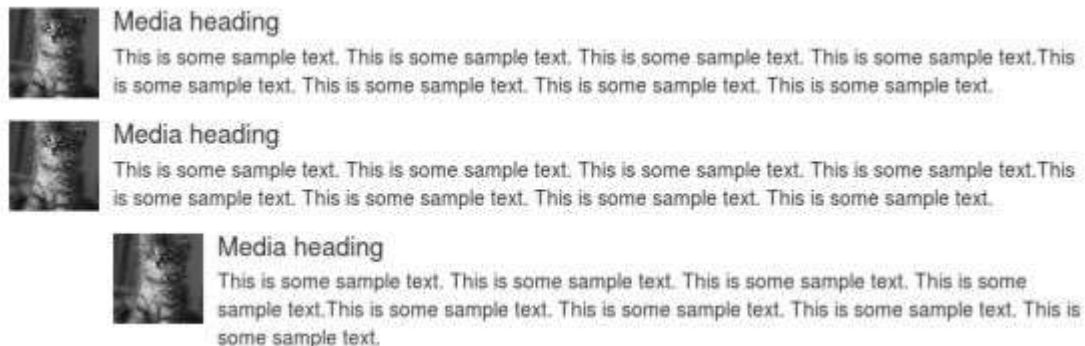 Media heading
This is some sample text. This is some sample text. This is some sample text. This is some sample text.This
is some sample text. This is some sample text. This is some sample text. This is some sample text.
Media heading
This is some sample text. This is some sample text. This is some sample text. This is some sample text.This
is some sample text. This is some sample text. This is some sample text. This is some sample text.
Media heading
This is some sample text. This is some sample text. This is some sample text. This is some
sample text.This is some sample text. This is some sample text. This is some sample text. This is
some sample text.